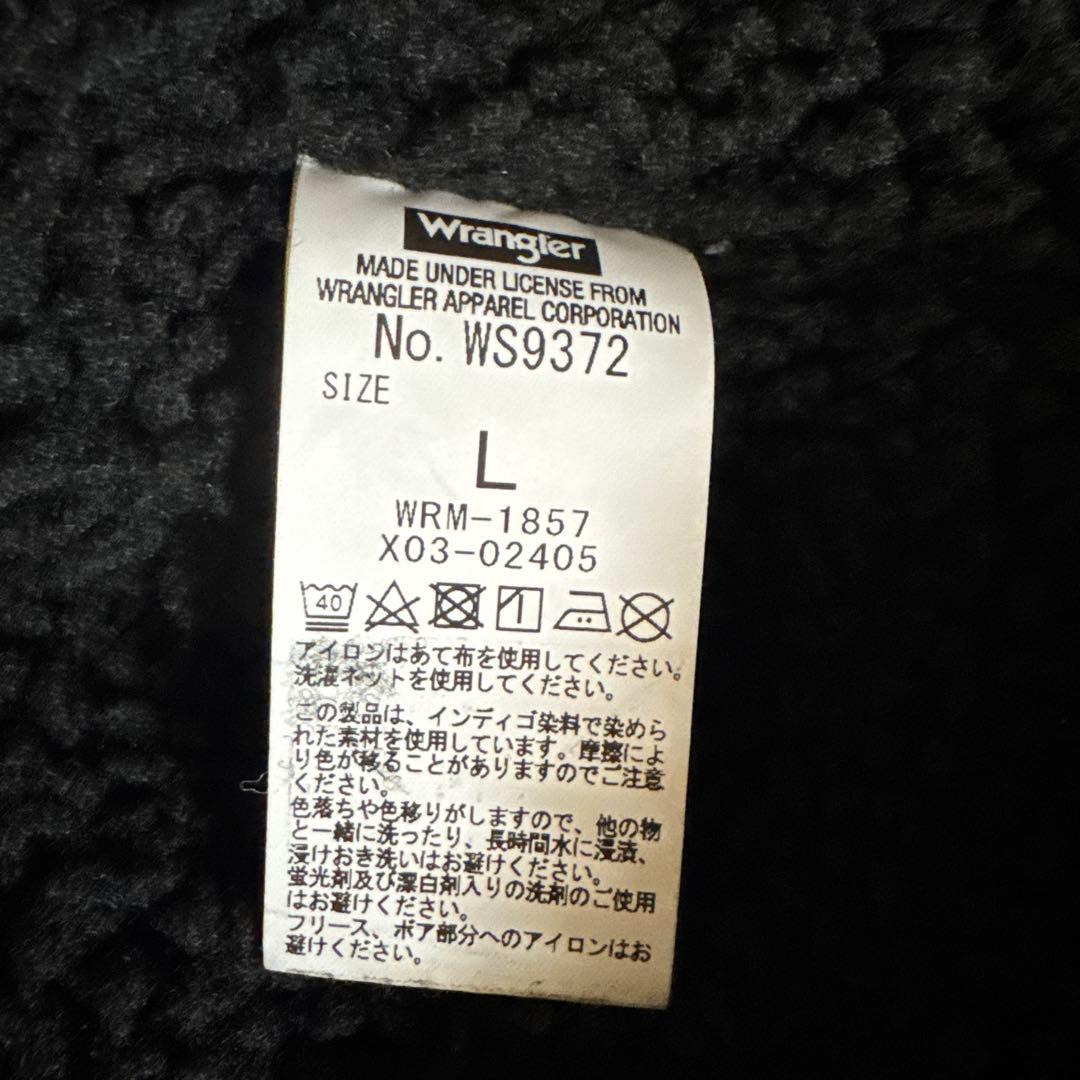 Wrangler
MADE UNDER LICENSE FROM
WRANGLER APPAREL CORPORATION
No. WS9372
SIZE
L
WRM-1857
X03-02405
40
アイロンはあて布を使用してください。
洗濯ネットを使用してください。
この製品は、インディゴ染料で染めら
れた素材を使用しています。摩擦によ
り色が移ることがありますのでご注意
ください。
色落ちや色移りがしますので、他の物
と一緒に洗ったり、長時間水に浸漬、
浸けおき洗いはお避けください。
蛍光剤及び漂白剤入りの洗剤のご使用
はお避けください。
フリース、ボア部分へのアイロンはお
避けください。